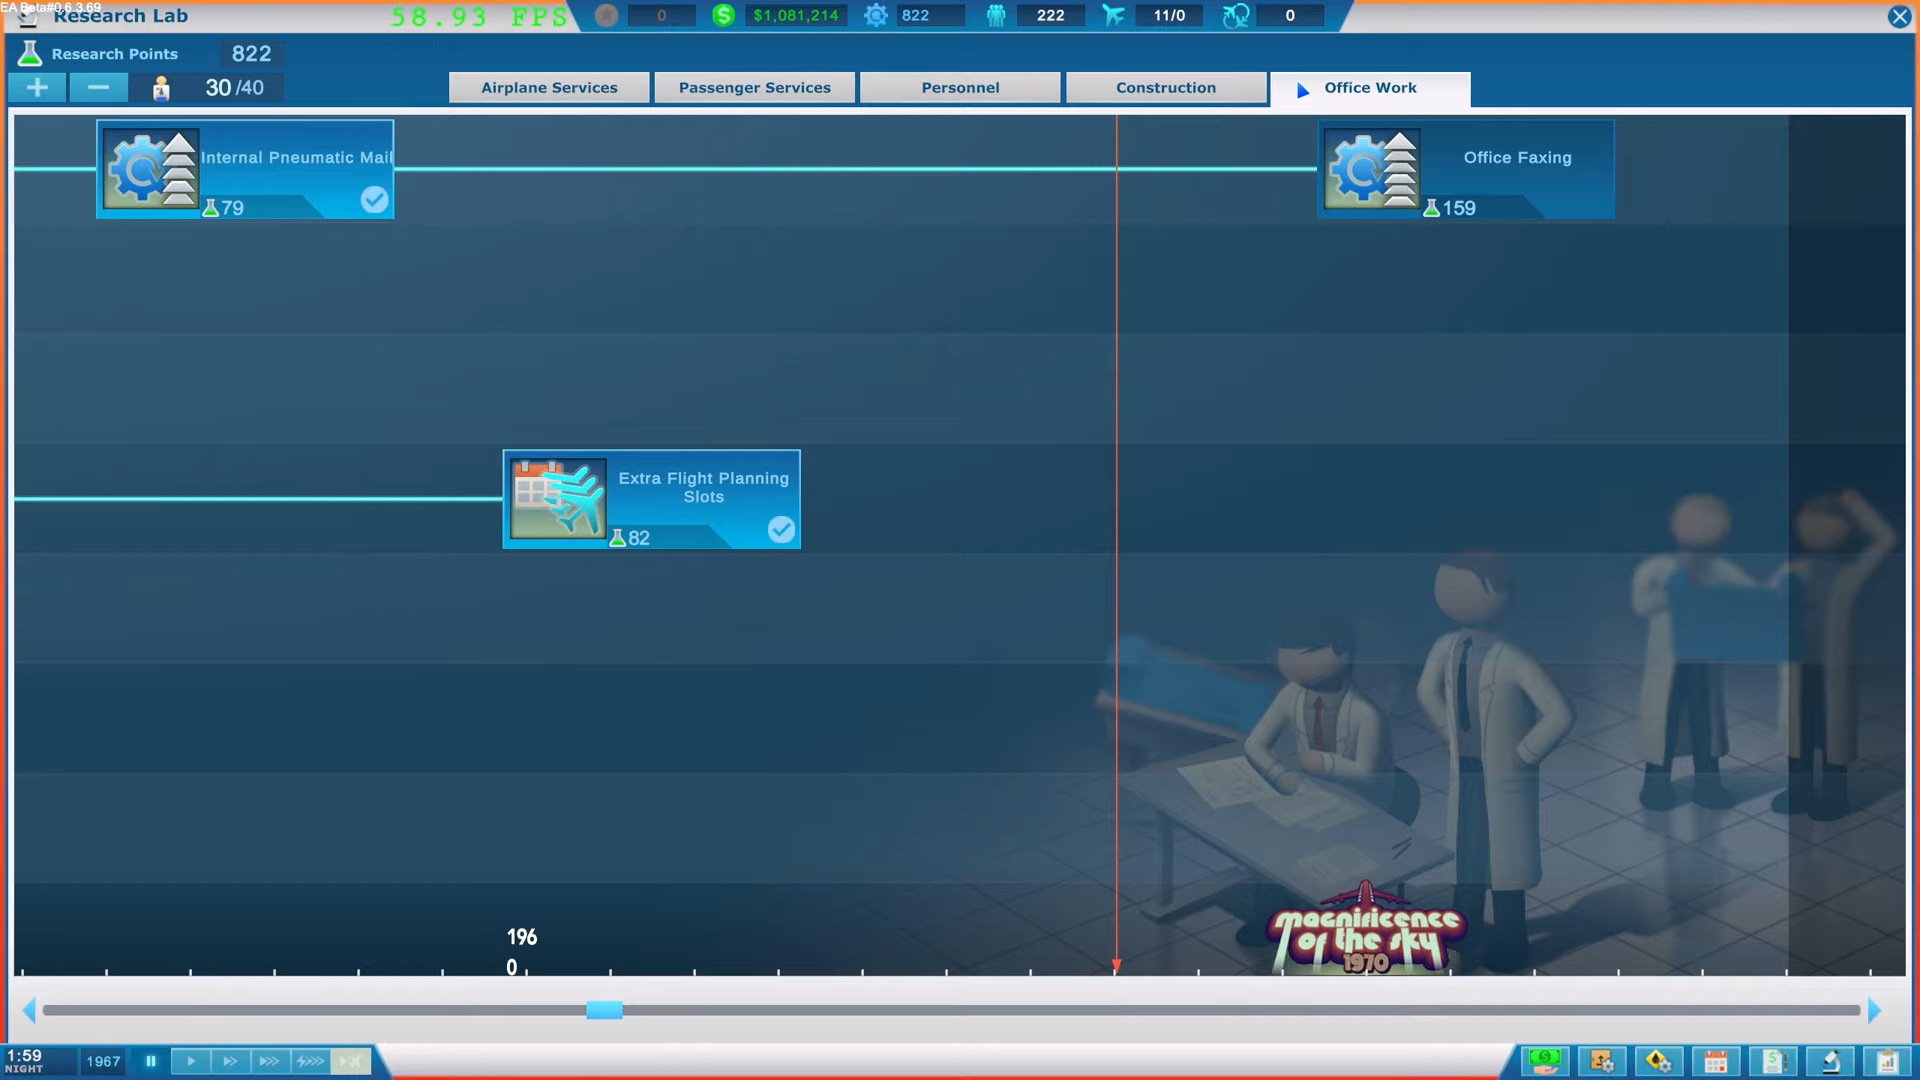 EA Beta#0.6.3.69
Research Lab
58.93 FPS
0
$1,081,214
822
222
11/0
0
Research Points 822
30/40
Airplane Services
Passenger Services
Personnel
Construction
Office Work
Internal Pneumatic Mail
79
Office Faxing
159
Extra Flight Planning
Slots
82
magnificence
of the sky
1970
196
0
1:59
NIGHT
1967